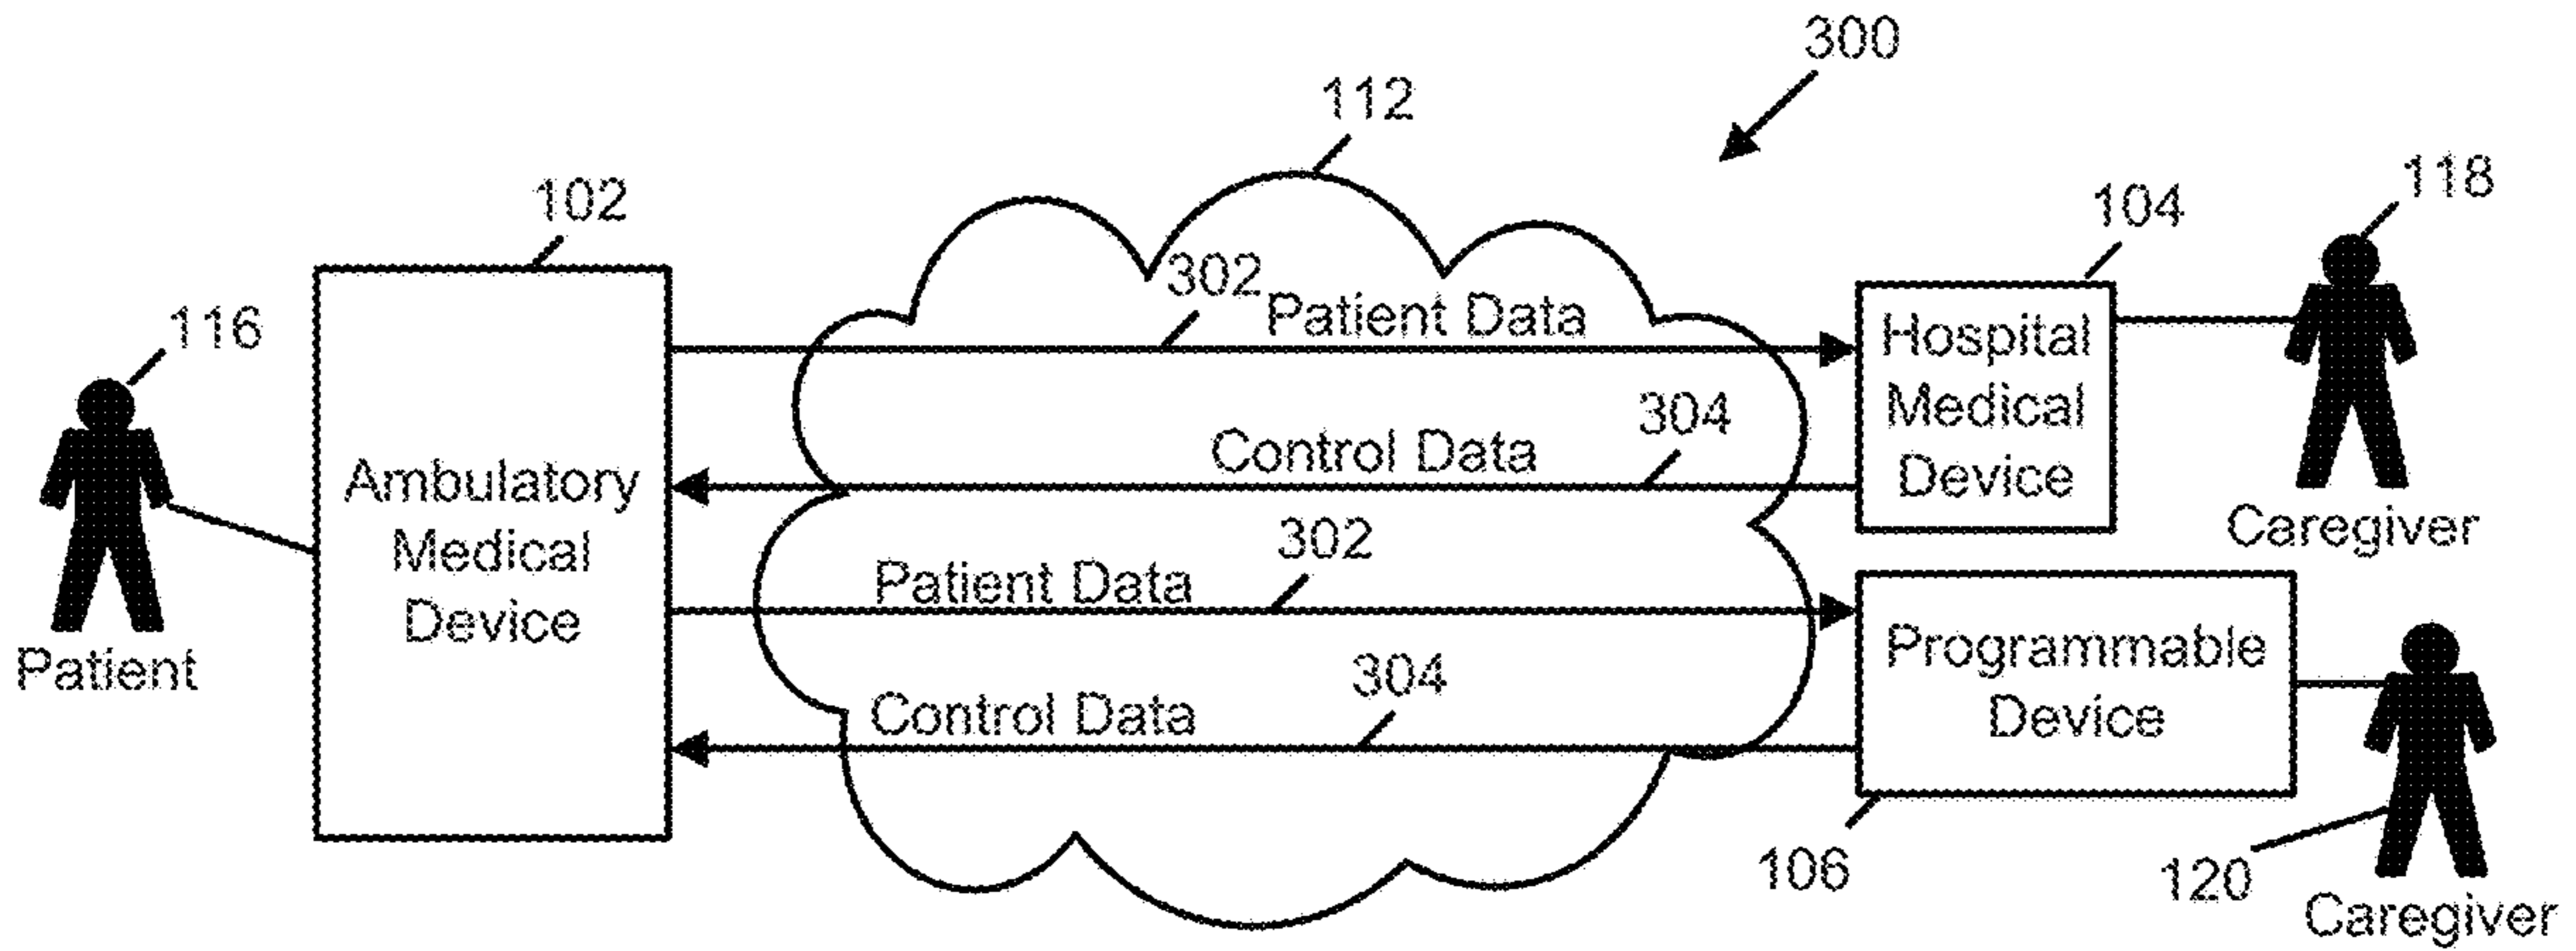 300
112
118
102
104
302
Patient Data
116
Hospital
Medical
Device
304
Control Data
Ambulatory
Medical
Device
Caregiver
302
Patient Data
Programmable
Device
Patient
304
Control Data
106
120
Caregiver